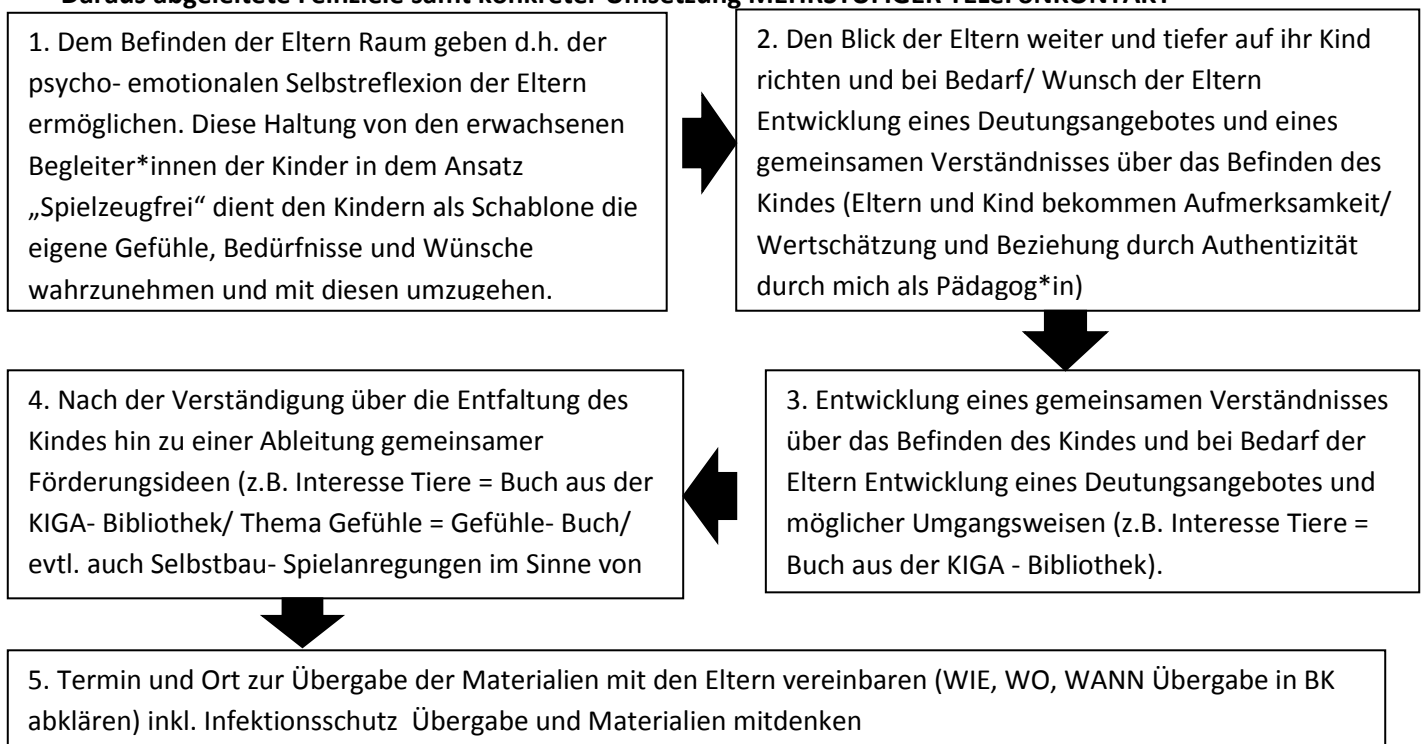 Daraus abgeleitete Feinziele samt konkreter Umsetzung MEHRSTUFIGER TELEFONKONTAKT
1. Dem Befinden der Eltern Raum geben d.h. der
psycho- emotionalen Selbstreflexion der Eltern
ermöglichen. Diese Haltung von den erwachsenen
Begleiter*innen der Kinder in dem Ansatz
„Spielzeugfrei“ dient den Kindern als Schablone die
eigene Gefühle, Bedürfnisse und Wünsche
wahrzunehmen und mit diesen umzugehen.
2. Den Blick der Eltern weiter und tiefer auf ihr Kind
richten und bei Bedarf/ Wunsch der Eltern
Entwicklung eines Deutungsangebotes und eines
gemeinsamen Verständnisses über das Befinden des
Kindes (Eltern und Kind bekommen Aufmerksamkeit/
Wertschätzung und Beziehung durch Authentizität
durch mich als Pädagog*in)
3. Entwicklung eines gemeinsamen Verständnisses
über das Befinden des Kindes und bei Bedarf der
Eltern Entwicklung eines Deutungsangebotes und
möglicher Umgangsweisen (z.B. Interesse Tiere =
Buch aus der KIGA - Bibliothek).
4. Nach der Verständigung über die Entfaltung des
Kindes hin zu einer Ableitung gemeinsamer
Förderungsideen (z.B. Interesse Tiere = Buch aus der
KIGA- Bibliothek/ Thema Gefühle = Gefühle- Buch/
evtl. auch Selbstbau- Spielanregungen im Sinne von
5. Termin und Ort zur Übergabe der Materialien mit den Eltern vereinbaren (WIE, WO, WANN Übergabe in BK
abklären) inkl. Infektionsschutz Übergabe und Materialien mitdenken